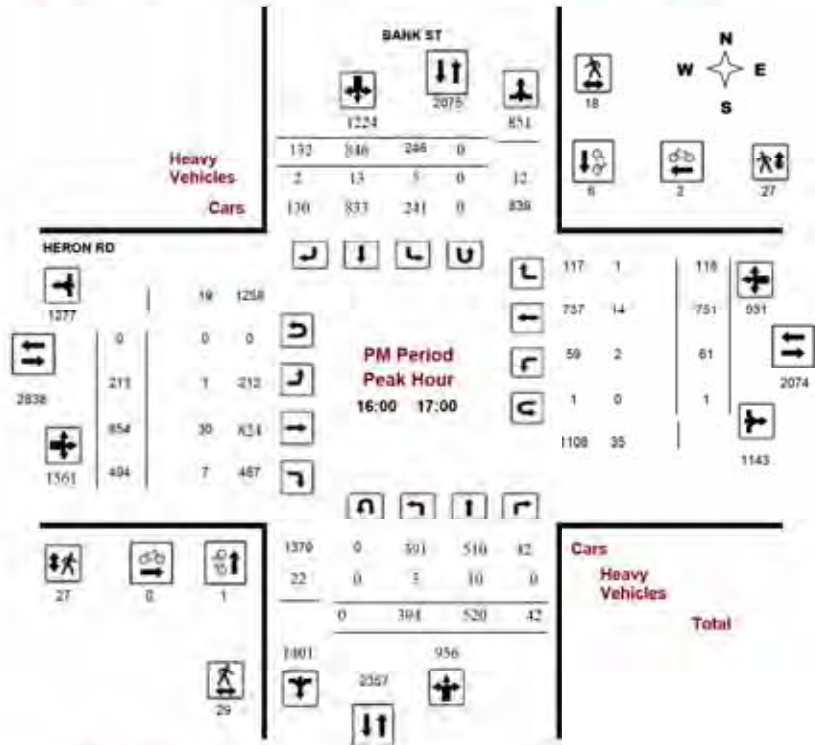 BANK ST
N
W E
S
2075
18
1224 851
132 846 246 0
Heavy
Vehicles
2 13 5 0 12
6 2 27
Cars
130 833 241 0 839
HERON RD
117 1 118
1277
19 1258
737 14 751 931
0 0 0
PM Period
59 2 61
2838
213 1 212
Peak Hour
2074
16:00 17:00
1 0 1
854 30 824
1108 35
1561
494 7 487
1143
1379 0 391 510 42
Cars
22 0 3 10 0
Heavy
Vehicles
27 0 1
0 394 520 42
Total
1401 956
2357
29